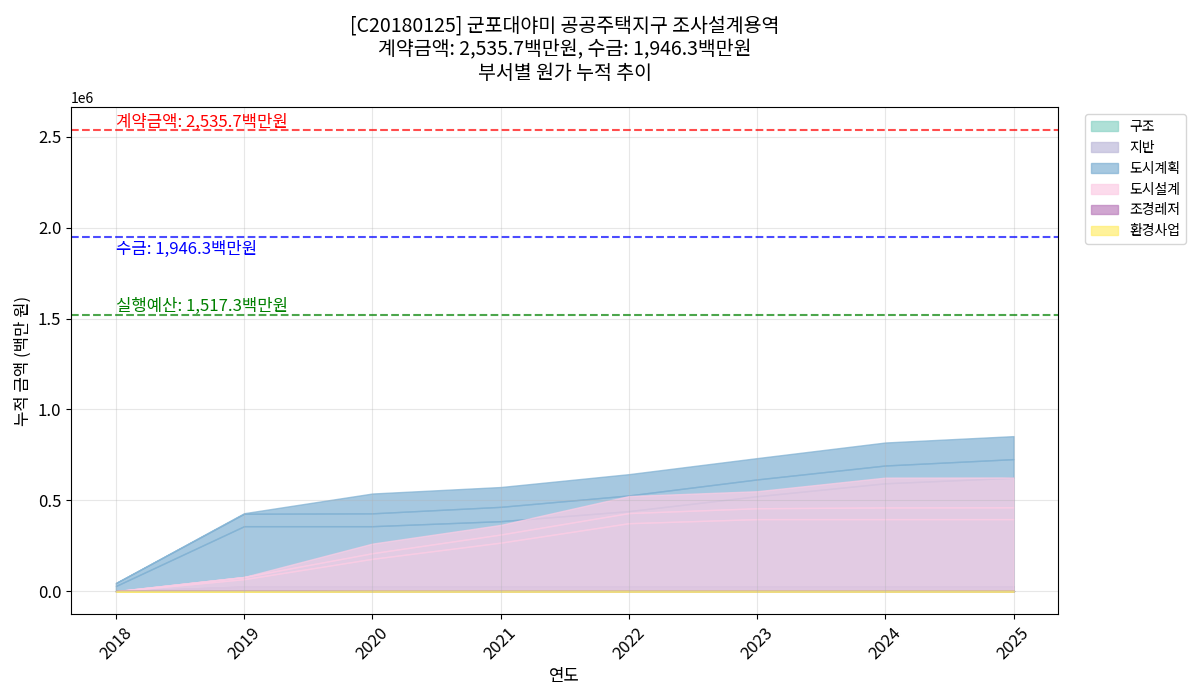 [C20180125] 군포대야미 공공주택지구 조사설계용역
계약금액: 2,535.7백만원, 수금: 1,946.3백만원
부서별 원가 누적 추이
1e6
계약금액: 2,535.7백만원
수금: 1,946.3백만원
실행예산: 1,517.3백만원
2.5
2.0
1.5
1.0
0.5
0.0
누적 금액 (백만 원)
2018
2019
2020
2021
2022
2023
2024
2025
연도
구조
지반
도시계획
도시설계
조경레저
환경사업